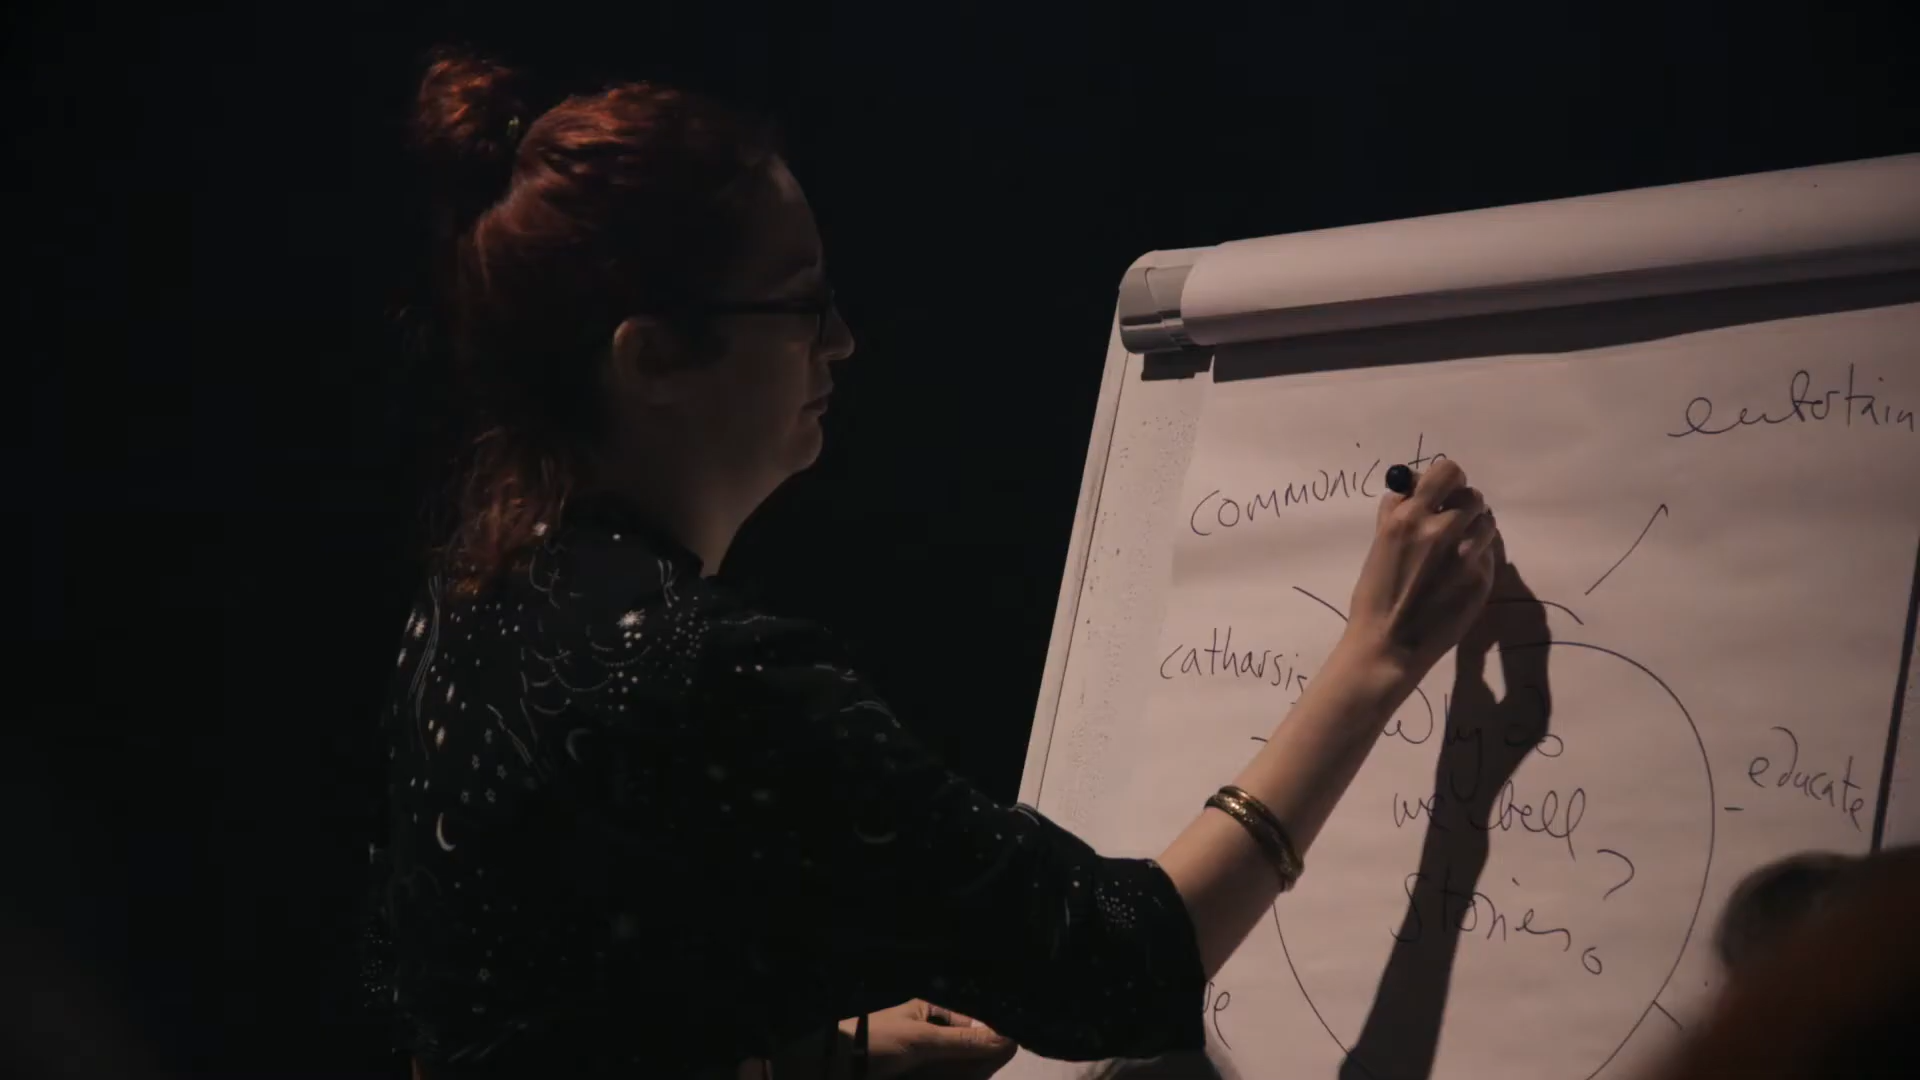 entertain
communicate
catharsis
Why do
we tell
stories?
educate